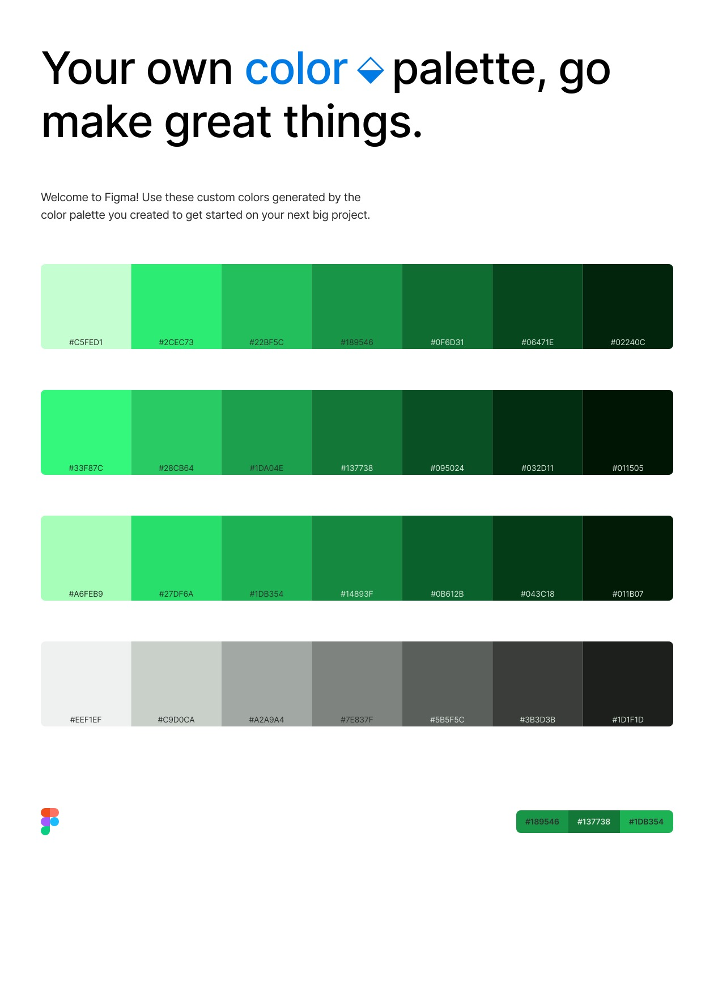 Your own color palette, go
make great things.
Welcome to Figma! Use these custom colors generated by the
color palette you created to get started on your next big project.
#C5FED1 #2CEC73 #22BF5C #189546 #0F6D31 #06471E #02240C
#33F87C #28CB64 #1DA04E #137738 #095024 #032D11 #011505
#A6FEB9 #27DF6A #1DB354 #14893F #0B612B #043C18 #011B07
#EEF1EF #C9D0CA #A2A9A4 #7E837F #5B5F5C #3B3D3B #1D1F1D
#189546 #137738 #1DB354